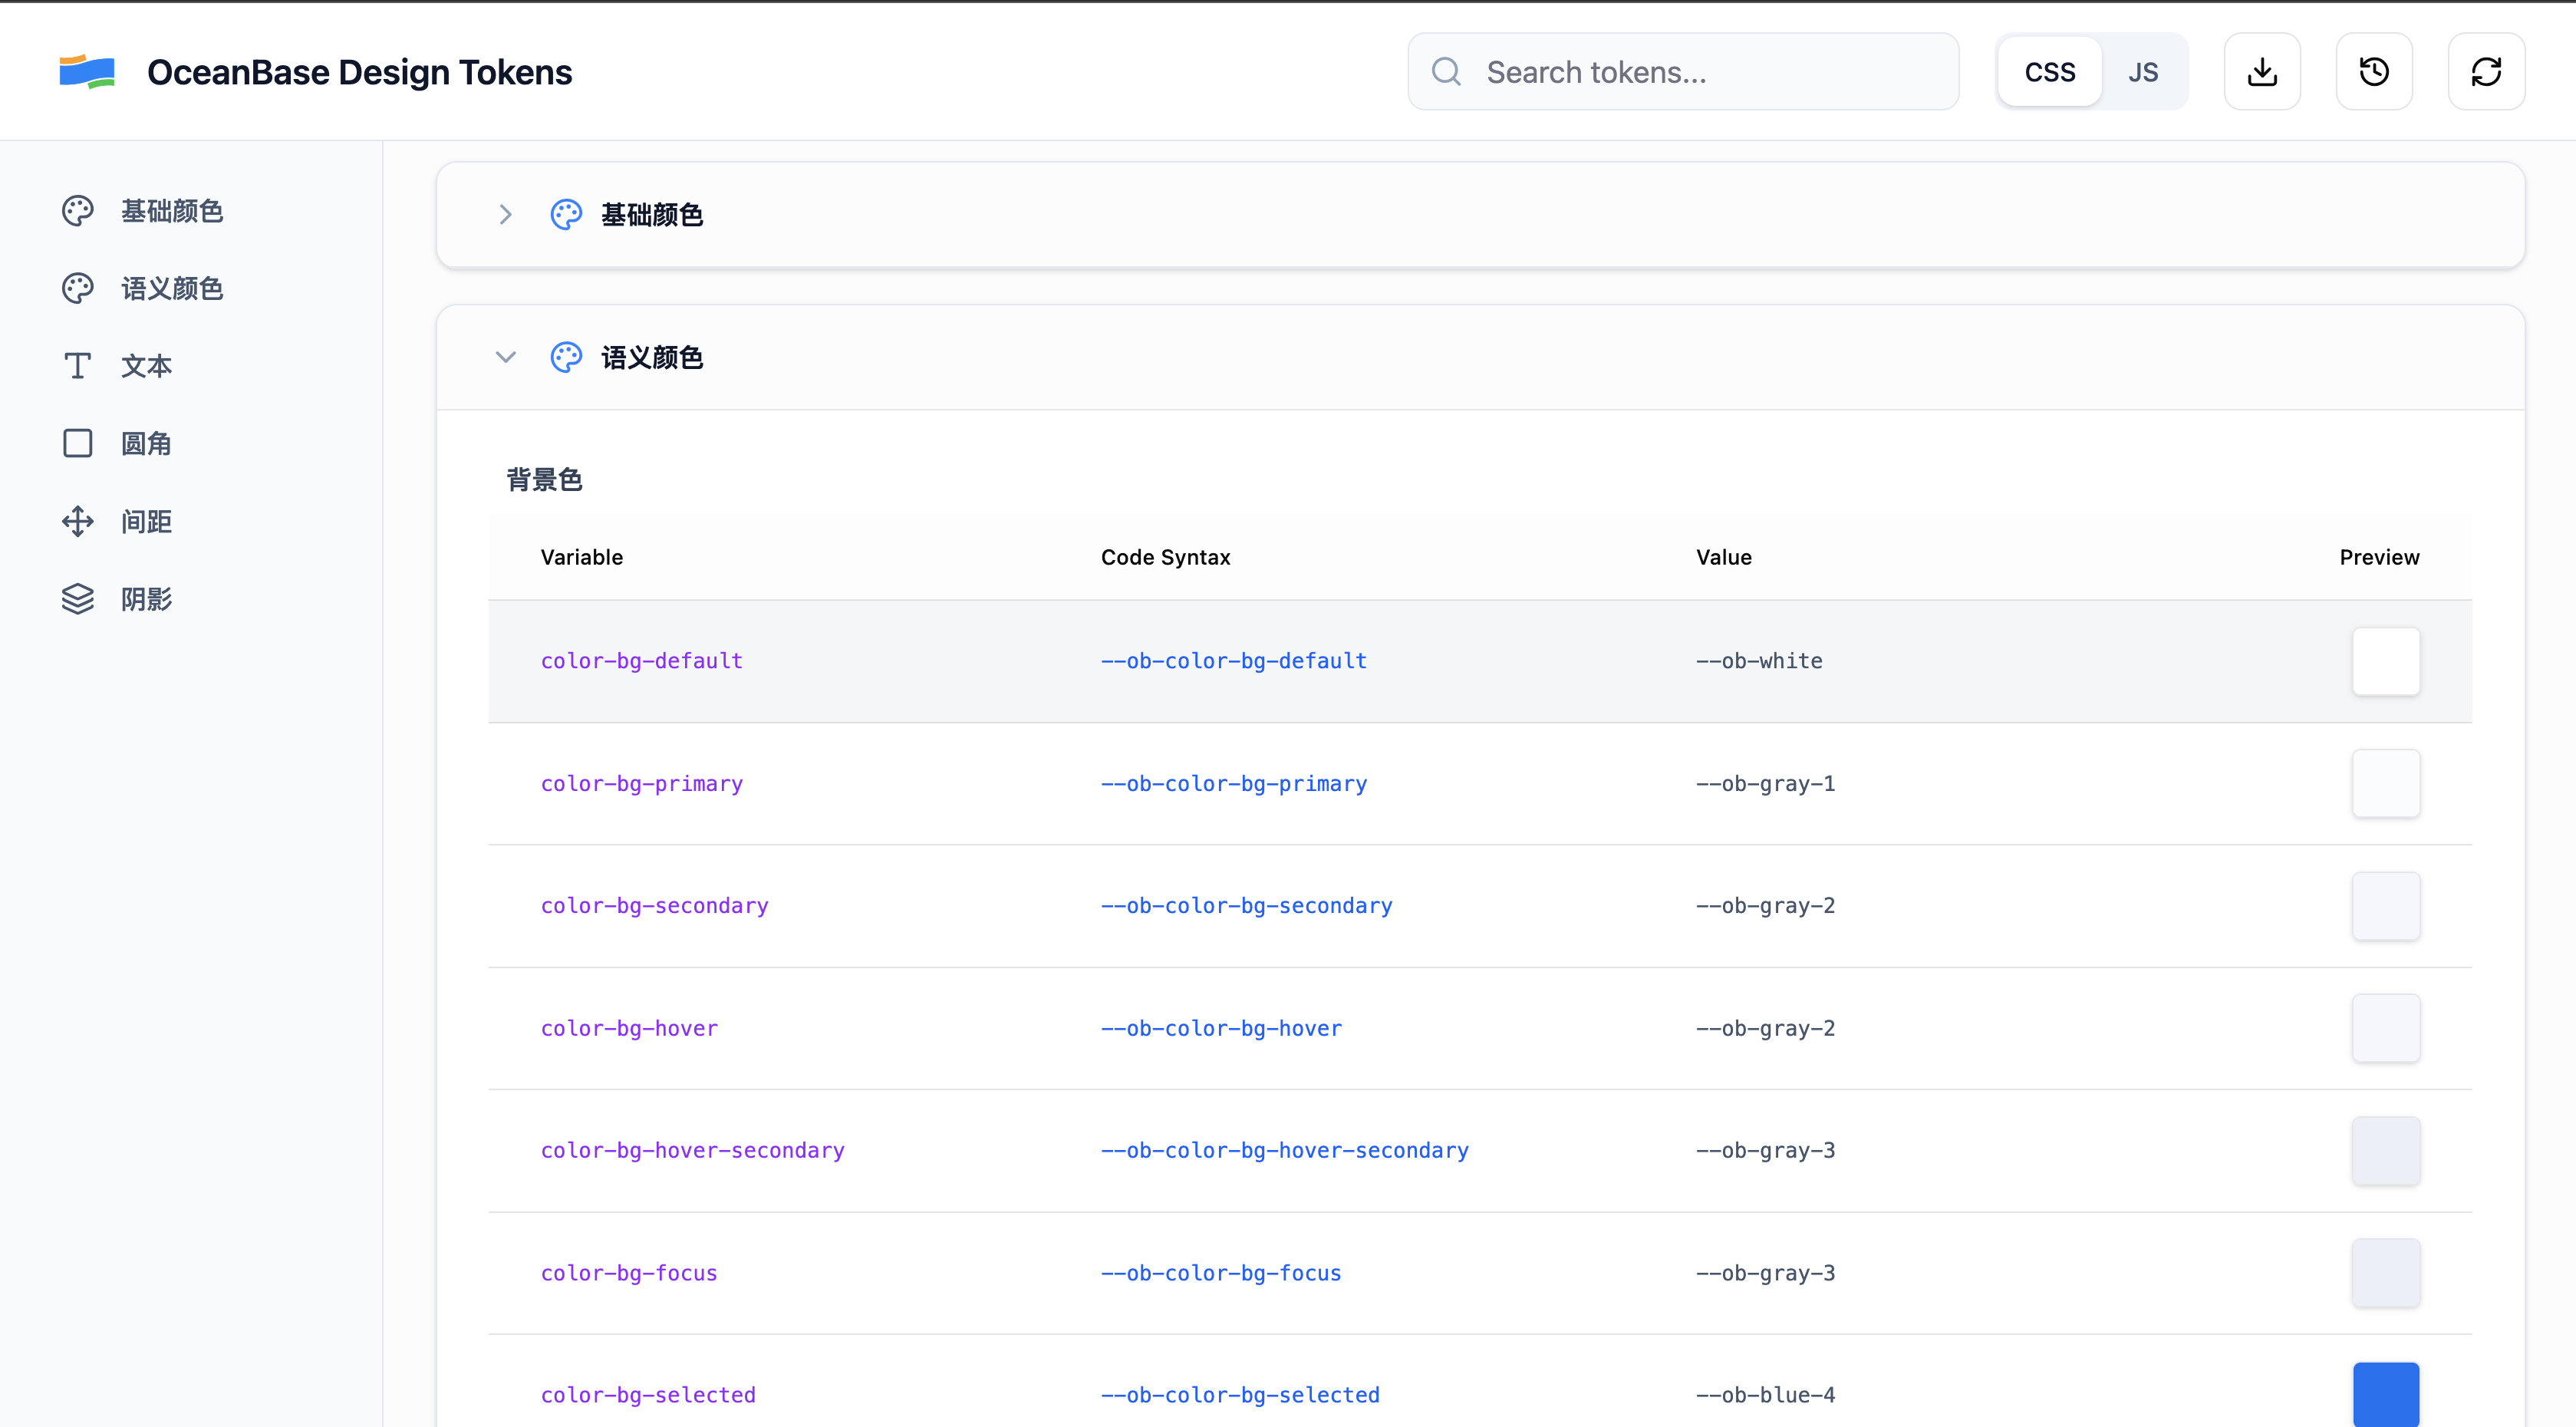 OceanBase Design Tokens
Search tokens...
CSS JS
基础颜色
语义颜色
文本
圆角
间距
阴影
基础颜色
语义颜色
背景色
Variable Code Syntax Value Preview
color-bg-default --ob-color-bg-default --ob-white
color-bg-primary --ob-color-bg-primary --ob-gray-1
color-bg-secondary --ob-color-bg-secondary --ob-gray-2
color-bg-hover --ob-color-bg-hover --ob-gray-2
color-bg-hover-secondary --ob-color-bg-hover-secondary --ob-gray-3
color-bg-focus --ob-color-bg-focus --ob-gray-3
color-bg-selected --ob-color-bg-selected --ob-blue-4